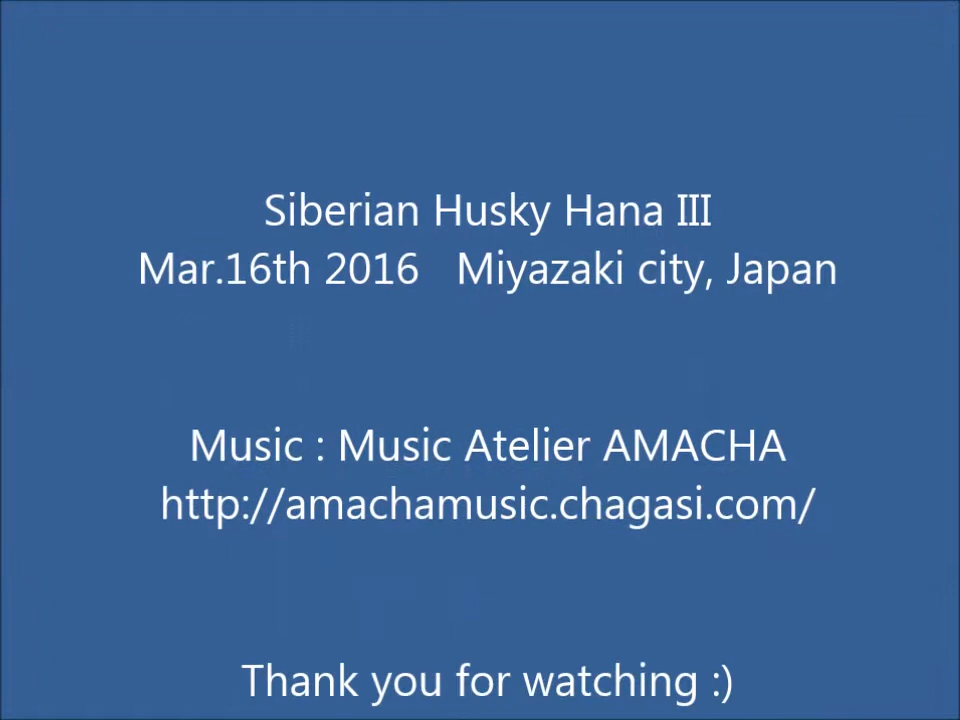 Siberian Husky Hana III
Mar.16th 2016   Miyazaki city, Japan
Music : Music Atelier AMACHA
http://amachamusic.chagasi.com/
Thank you for watching :)